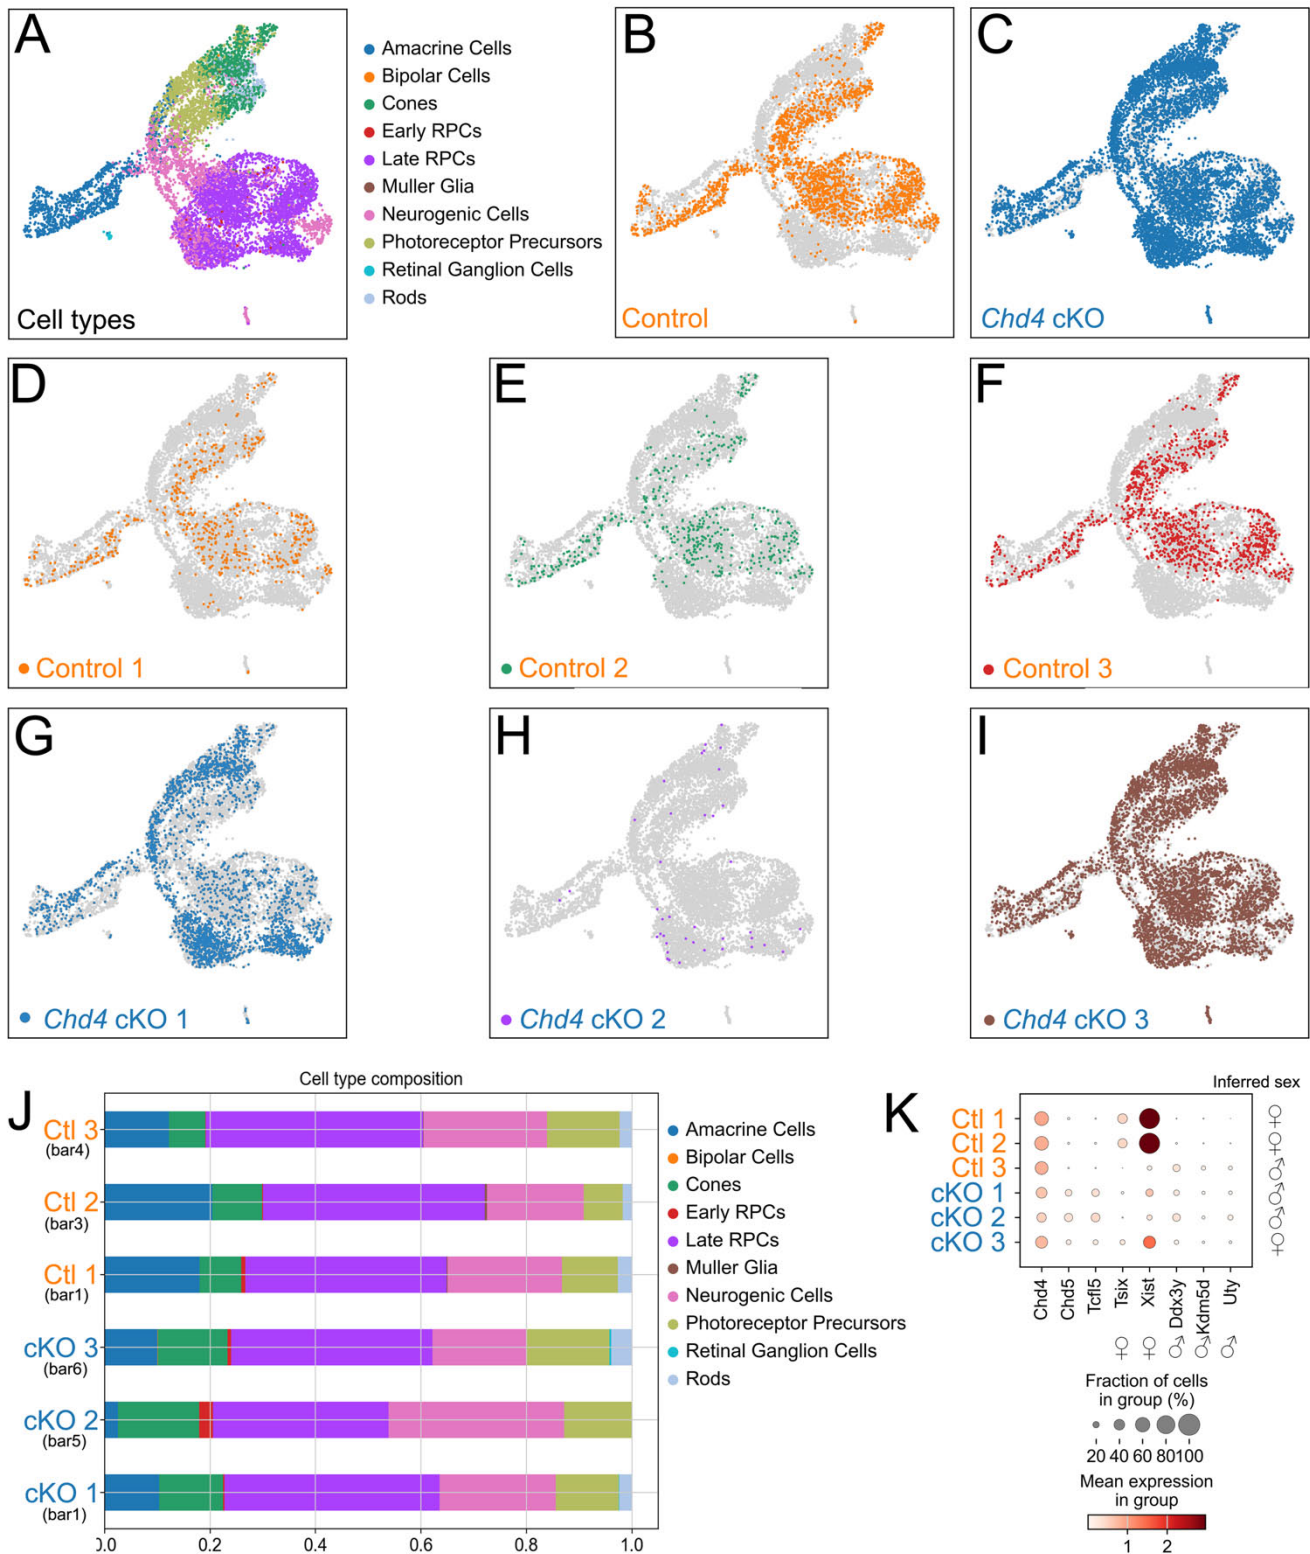 A
Cell types
Amacrine Cells
Bipolar Cells
Cones
Early RPCs
Late RPCs
Muller Glia
Neurogenic Cells
Photoreceptor Precursors
Retinal Ganglion Cells
Rods
B
Control
C
Chd4 cKO
D
Control 1
E
Control 2
F
Control 3
G
Chd4 cKO 1
H
Chd4 cKO 2
I
Chd4 cKO 3
J
Cell type composition
Ctl 3
(bar4)
Ctl 2
(bar3)
Ctl 1
(bar1)
cKO 3
(bar6)
cKO 2
(bar5)
cKO 1
(bar1)
0.0 0.2 0.4 0.6 0.8 1.0
Amacrine Cells
Bipolar Cells
Cones
Early RPCs
Late RPCs
Muller Glia
Neurogenic Cells
Photoreceptor Precursors
Retinal Ganglion Cells
Rods
K
Inferred sex
Ctl 1 ♀
Ctl 2 ♀
Ctl 3 ♂
cKO 1 ♂
cKO 2 ♂
cKO 3 ♀
Chd4 Chd5 Tcfl5 Tsix Xist Ddx3y Kdm5d Uty
♀ ♀ ♂ ♂ ♂
Fraction of cells
in group (%)
20 40 60 80 100
Mean expression
in group
1 2